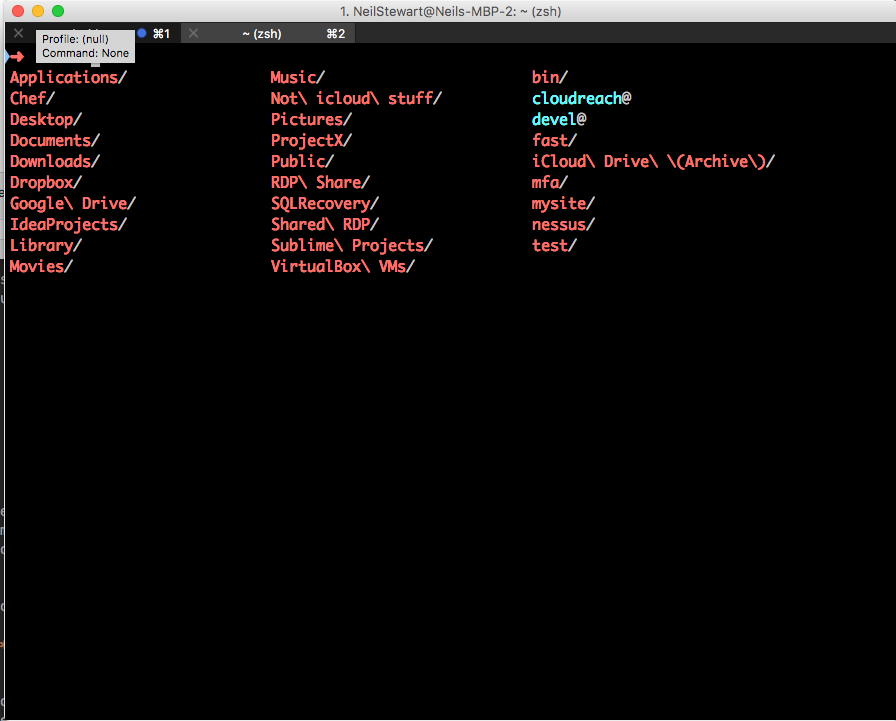 1. NeilStewart@Neils-MBP-2: ~ (zsh)
⌘1 ~ (zsh) ⌘2
Profile: (null)
Command: None
Applications/ Music/ bin/
Chef/ Not\ icloud\ stuff/ cloudreach@
Desktop/ Pictures/ devel@
Documents/ ProjectX/ fast/
Downloads/ Public/ iCloud\ Drive\ \(Archive\)/
Dropbox/ RDP\ Share/ mfa/
Google\ Drive/ SQLRecovery/ mysite/
IdeaProjects/ Shared\ RDP/ nessus/
Library/ Sublime\ Projects/ test/
Movies/ VirtualBox\ VMs/